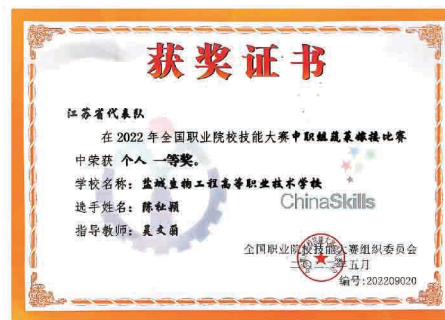 获奖证书
江苏省代表队
在 2022 年全国职业院校技能大赛中职组蔬菜嫁接比赛
中荣获 个人 一等奖。
学校名称：盐城生物工程高等职业技术学校
选手姓名：陈祉颖
指导教师：吴文丽
ChinaSkills
全国职业院校技能大赛组织委员会
二〇二二年五月
编号:202209020